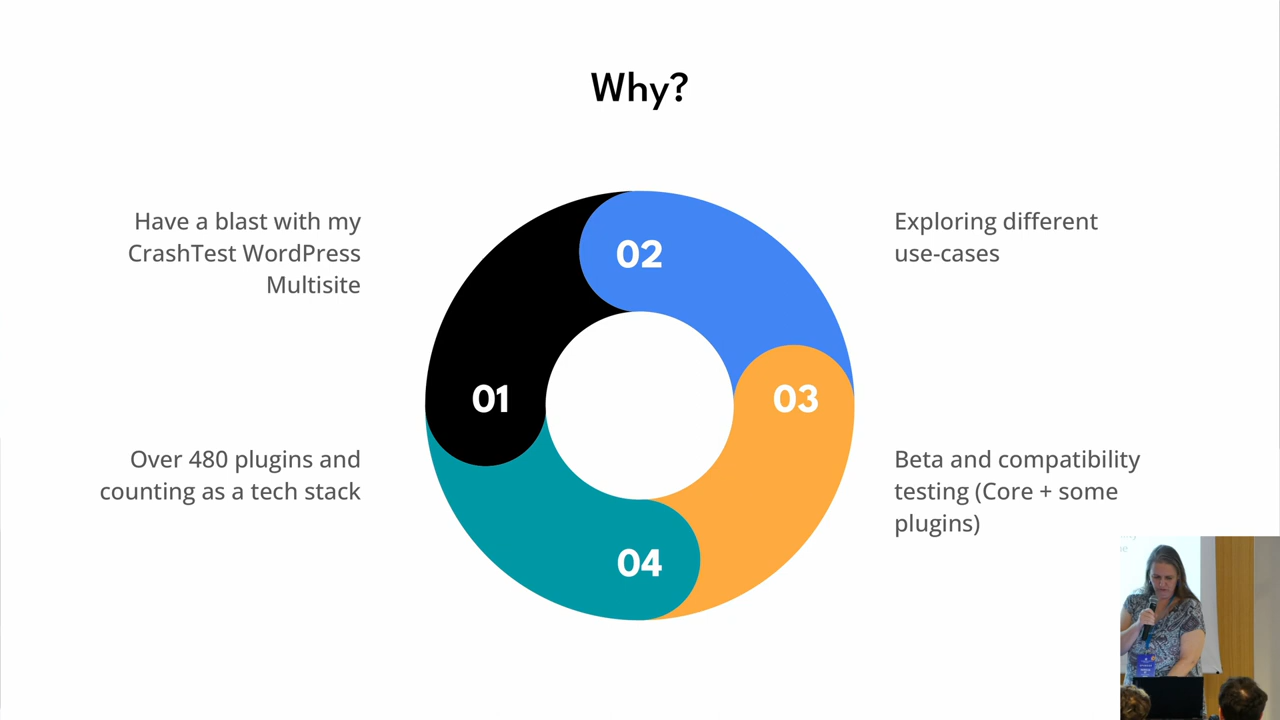 Why?
Have a blast with my
CrashTest WordPress
Multisite
02
Exploring different
use-cases
01
03
Over 480 plugins and
counting as a tech stack
Beta and compatibility
testing (Core + some
plugins)
04